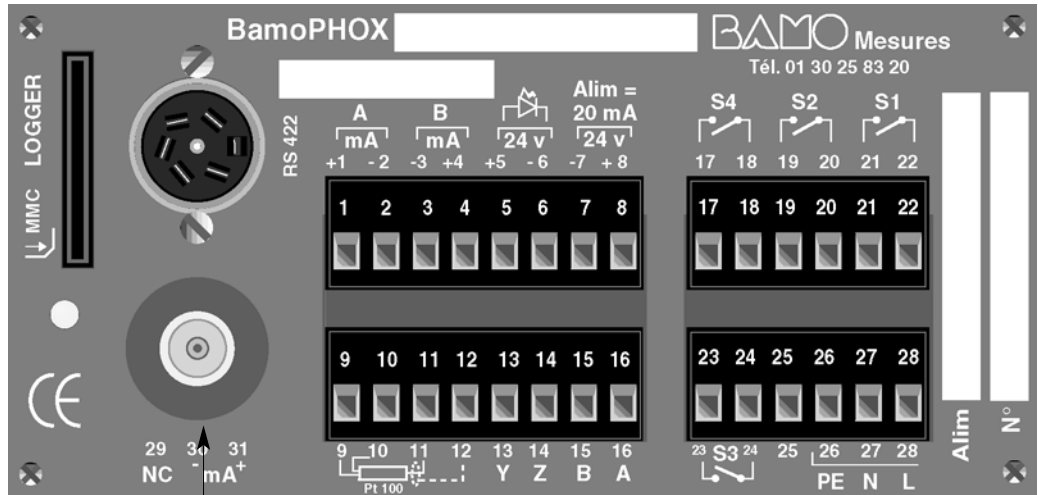 BamoPHOX
BAMO Mesures
Tél. 01 30 25 83 20
MMC LOGGER
RS 422
A B Alim =
20 mA
mA mA 24 v 24 v
+1 -2 -3 +4 +5 -6 -7 +8
S4 S2 S1
17 18 19 20 21 22
1 2 3 4 5 6 7 8
17 18 19 20 21 22
9 10 11 12 13 14 15 16
23 24 25 26 27 28
CE
29 31
NC - mA+
9 10 11 12 13 14 15 16
Pt 100 Y Z B A
23 S3 24 25 26 27 28
PE N L
Alim
N°